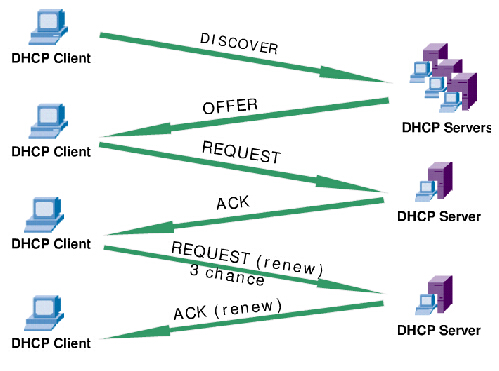 DISCOVER
DHCP Client
OFFER
DHCP Servers
DHCP Client
REQUEST
ACK
DHCP Server
DHCP Client
REQUEST (renew)
3 chance
ACK (renew)
DHCP Server
DHCP Client